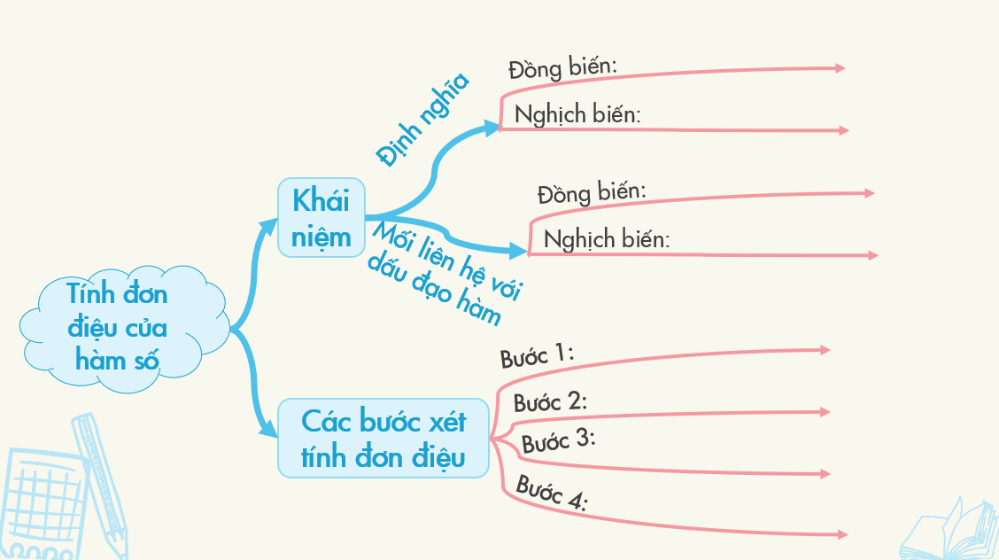 Tính đơn
điệu của
hàm số
Khái
niệm
Định nghĩa
Đồng biến:
Nghịch biến:
Mối liên hệ với
dấu đạo hàm
Đồng biến:
Nghịch biến:
Các bước xét
tính đơn điệu
Bước 1:
Bước 2:
Bước 3:
Bước 4: